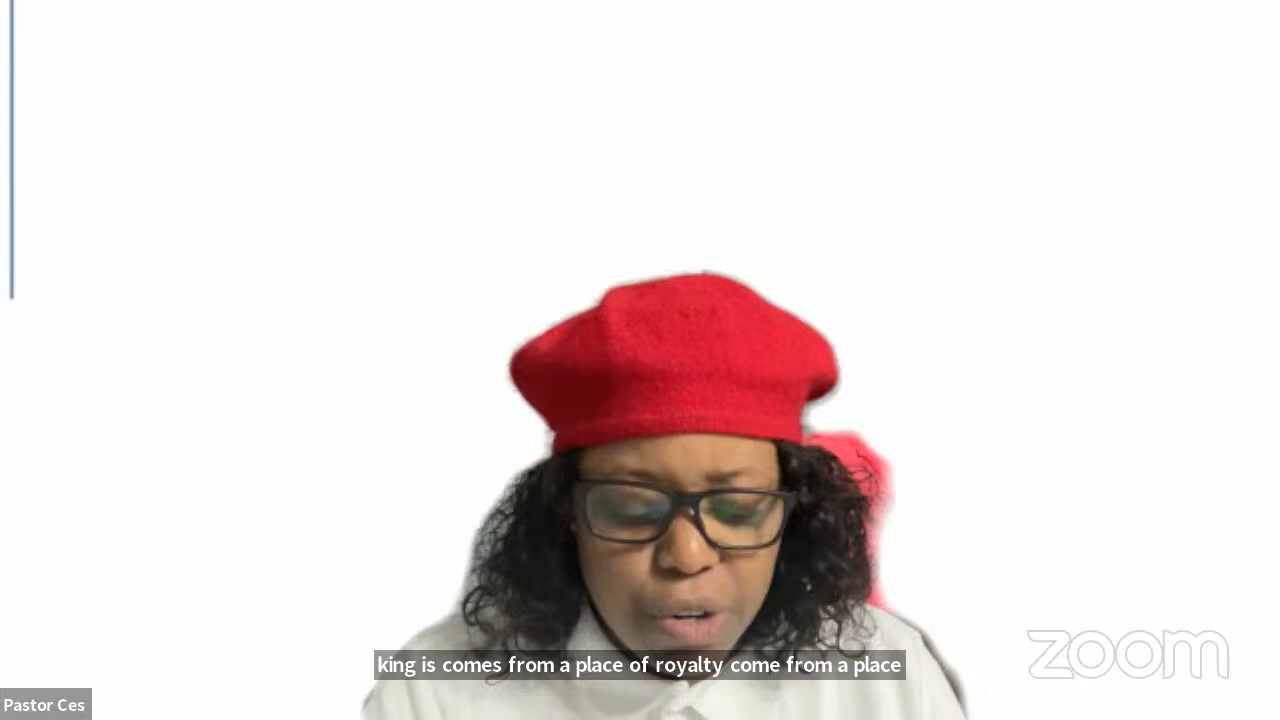 zoom
king is comes from a place of royalty come from a place
Pastor Ces